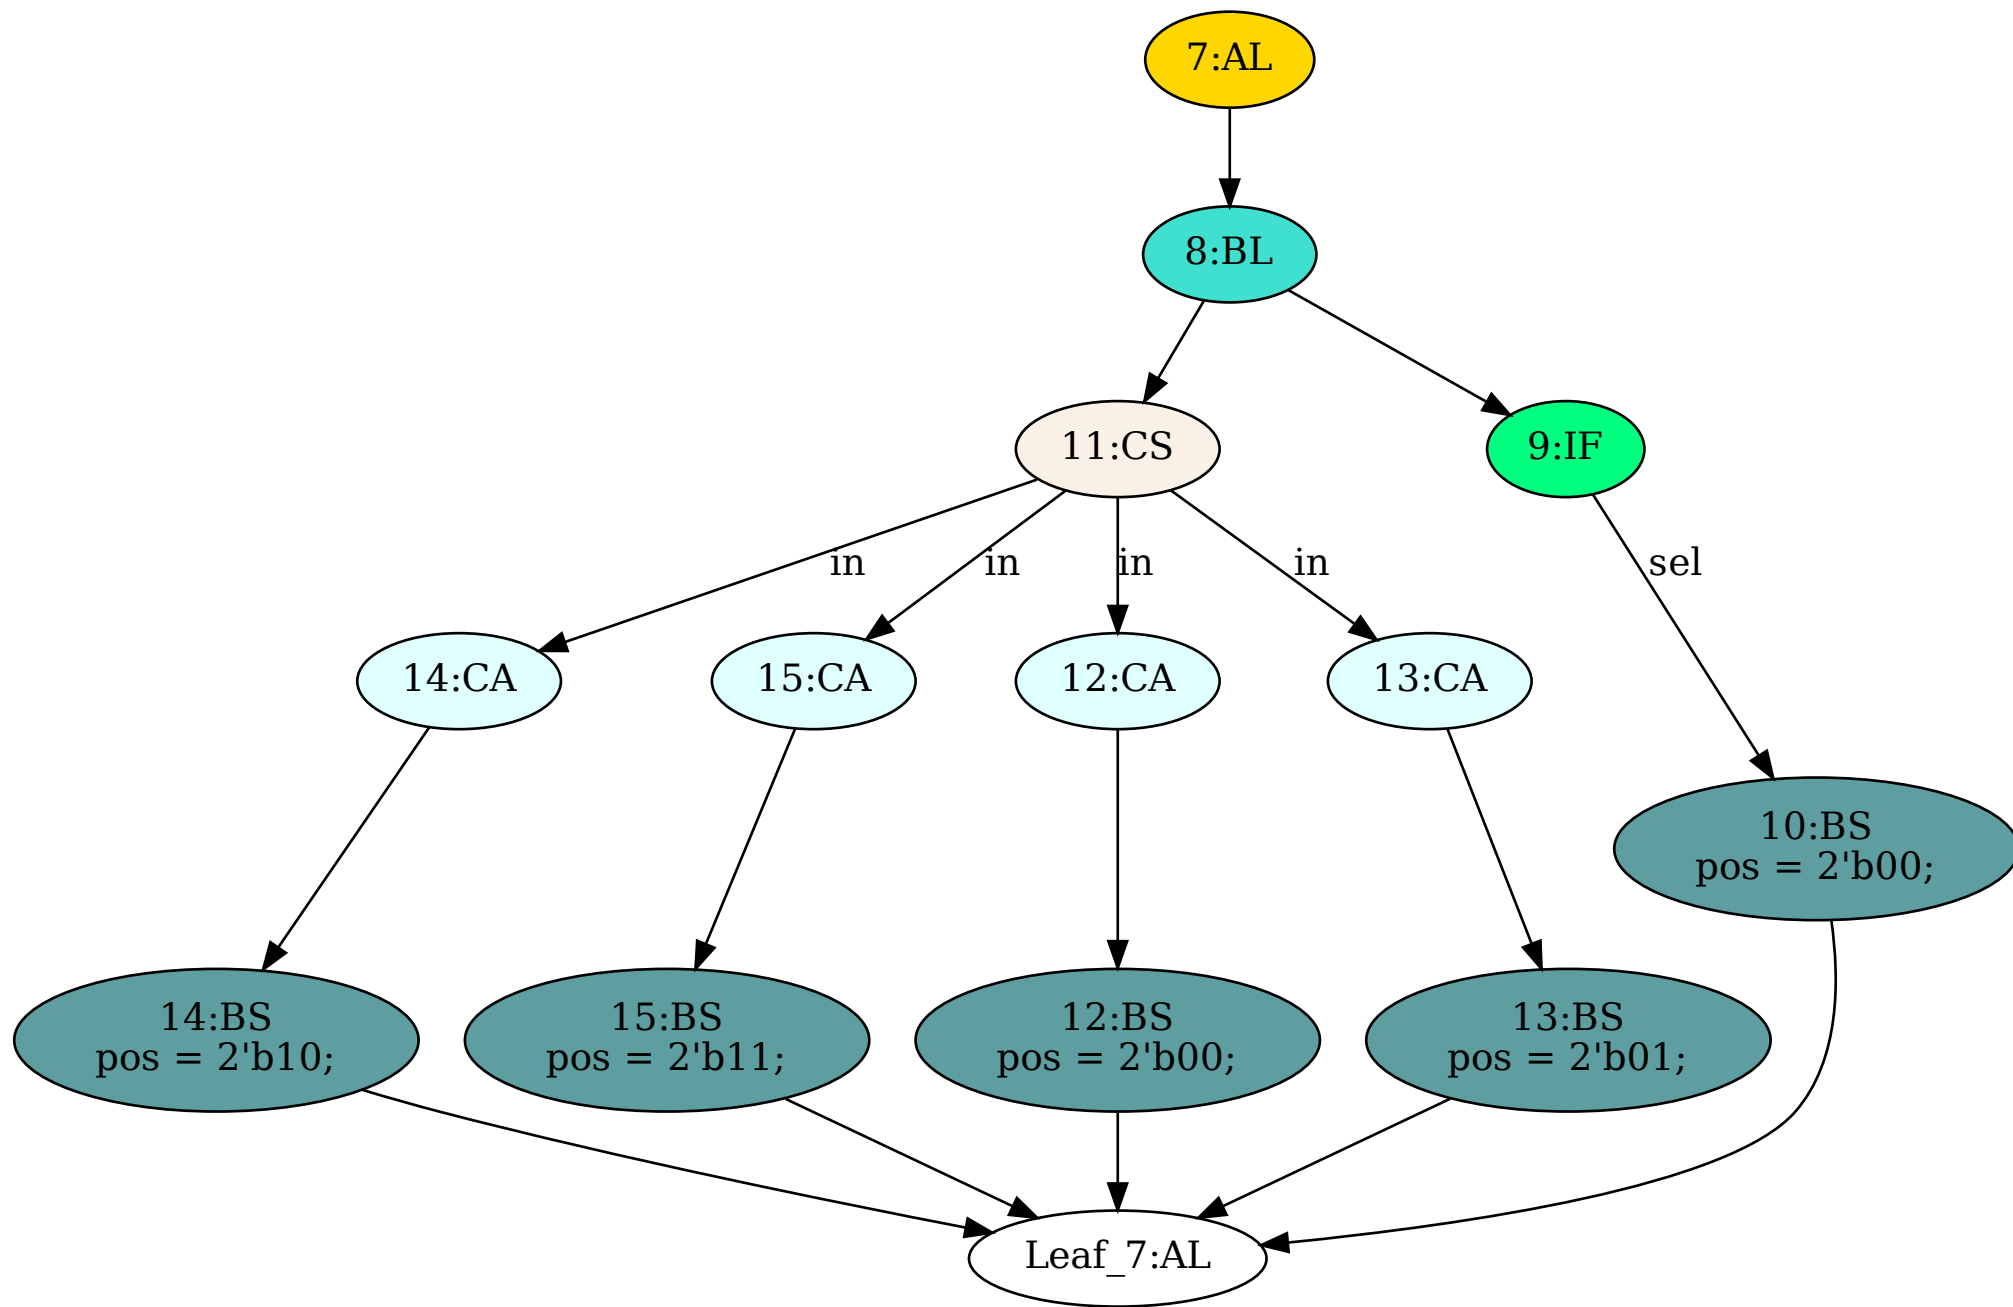 7:AL
8:BL
11:CS
9:IF
in
in
in
in
sel
14:CA
15:CA
12:CA
13:CA
10:BS
pos = 2'b00;
14:BS
pos = 2'b10;
15:BS
pos = 2'b11;
12:BS
pos = 2'b00;
13:BS
pos = 2'b01;
Leaf_7:AL